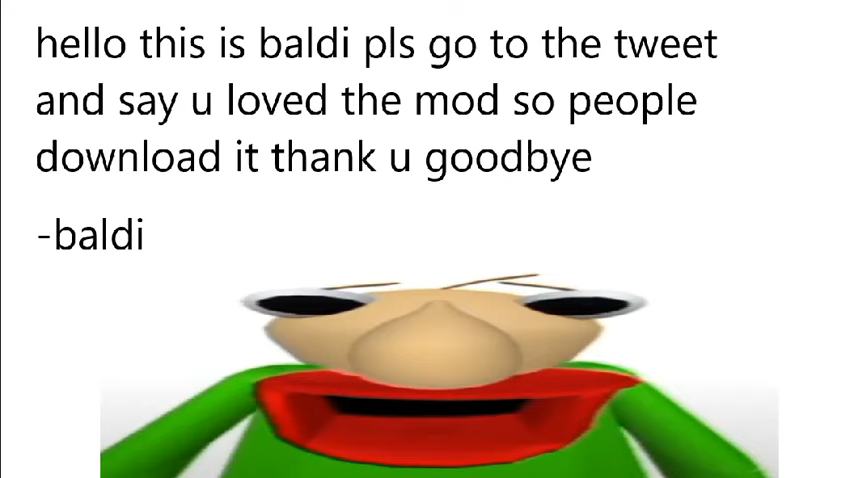 hello this is baldi pls go to the tweet
and say u loved the mod so people
download it thank u goodbye
-baldi